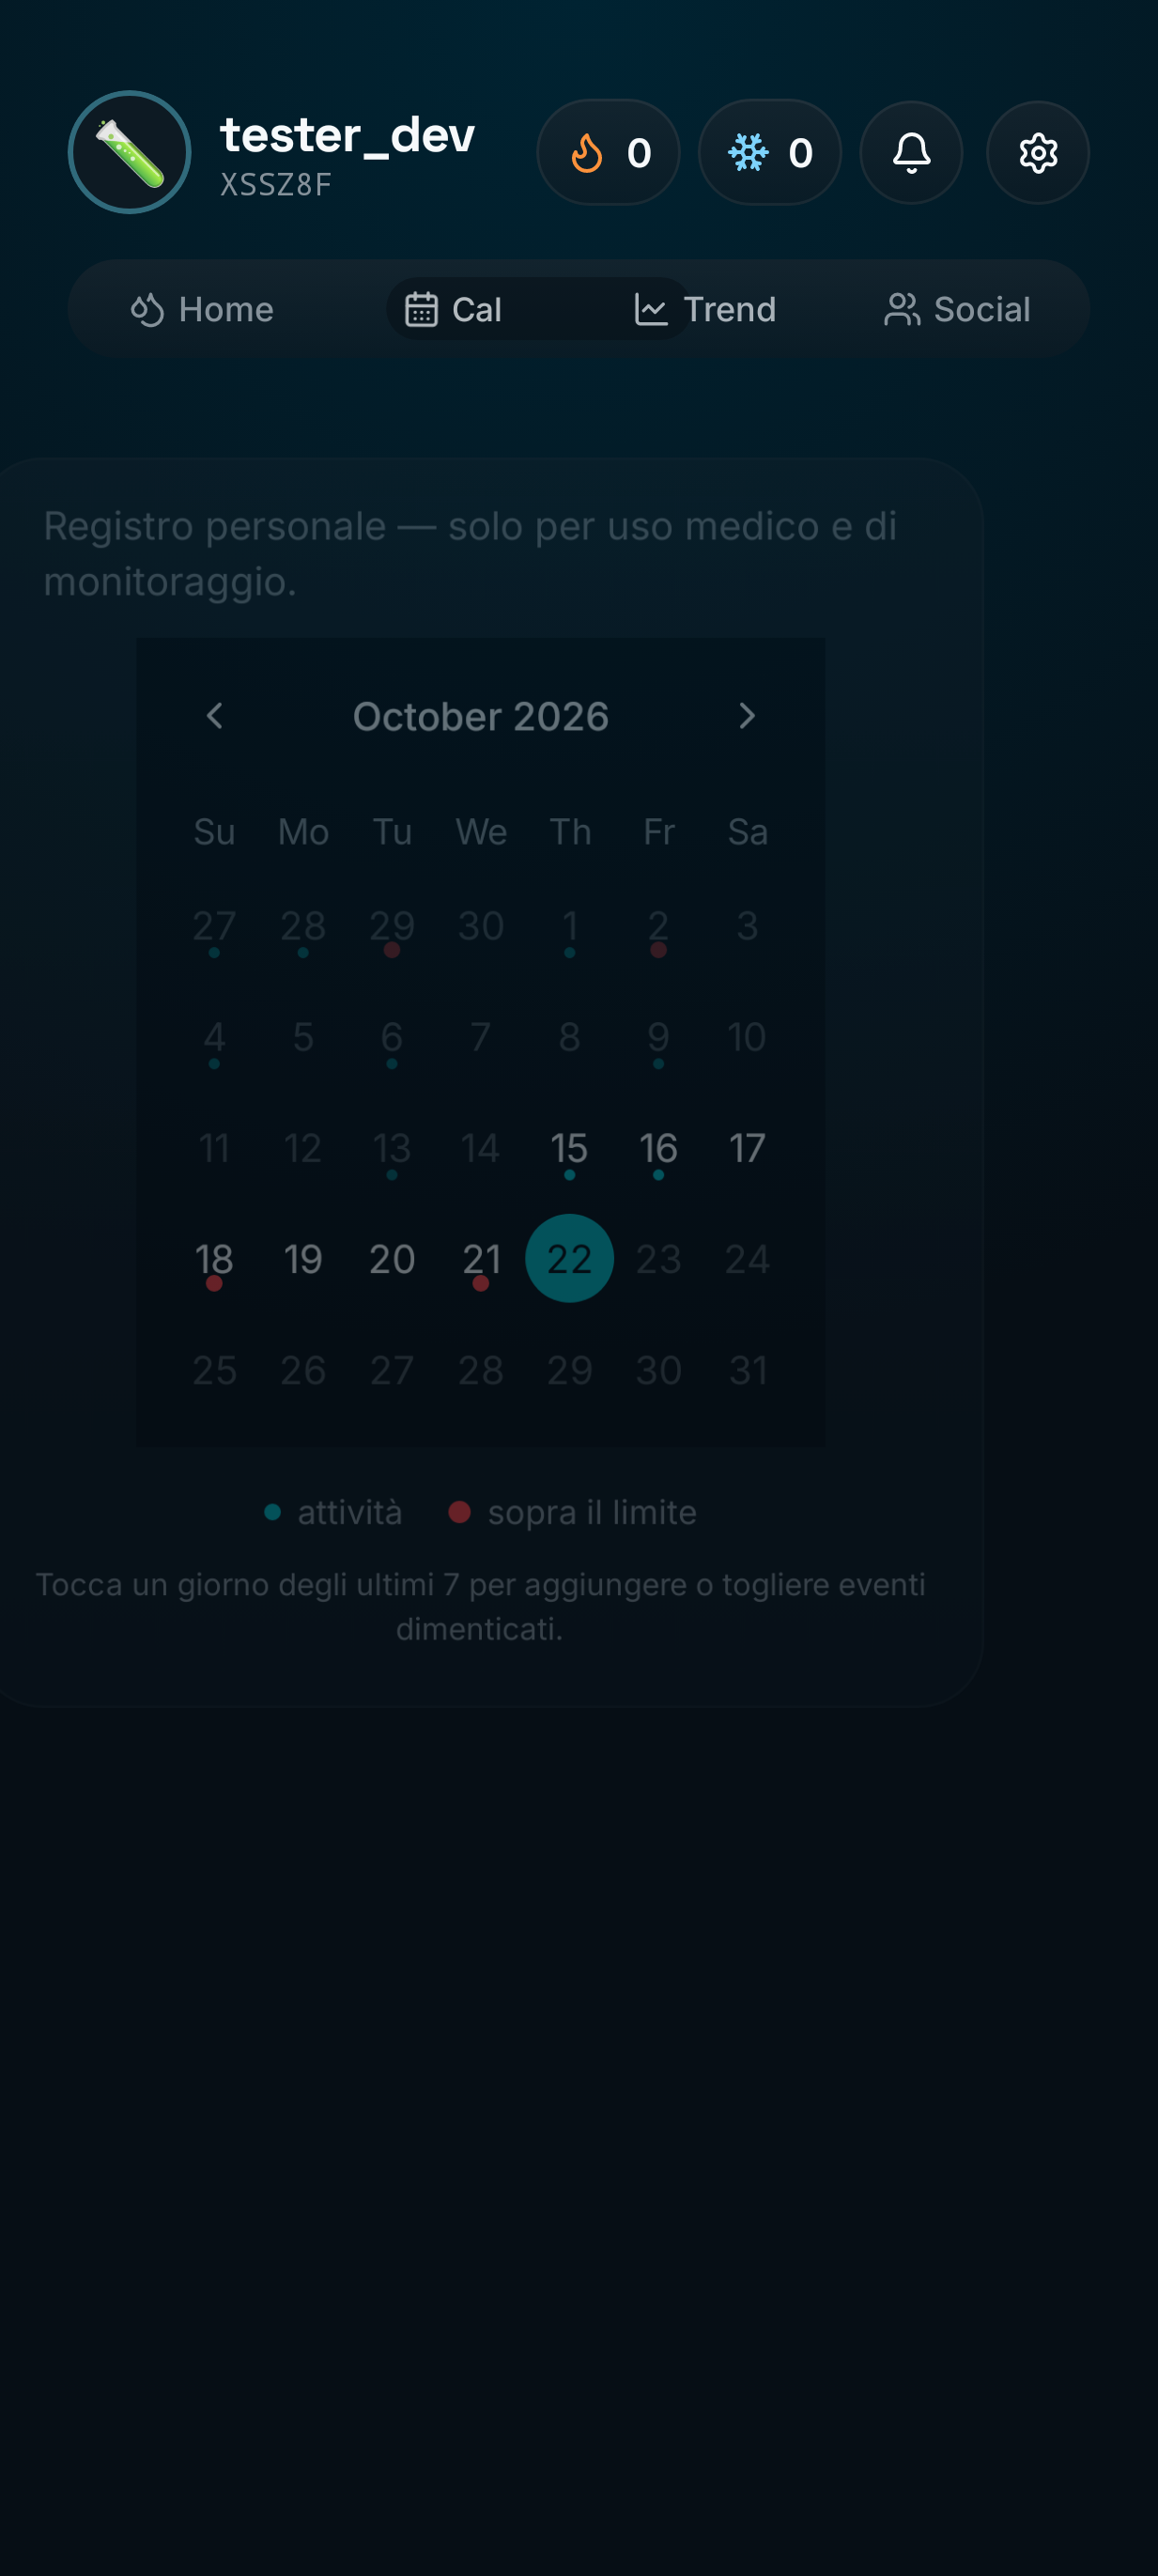 tester_dev
XSSZ8F
0
0
Home
Cal
Trend
Social
Registro personale — solo per uso medico e di
monitoraggio.
October 2026
Su Mo Tu We Th Fr Sa
27 28 29 30 1 2 3
4 5 6 7 8 9 10
11 12 13 14 15 16 17
18 19 20 21 22 23 24
25 26 27 28 29 30 31
attività
sopra il limite
Tocca un giorno degli ultimi 7 per aggiungere o togliere eventi
dimenticati.